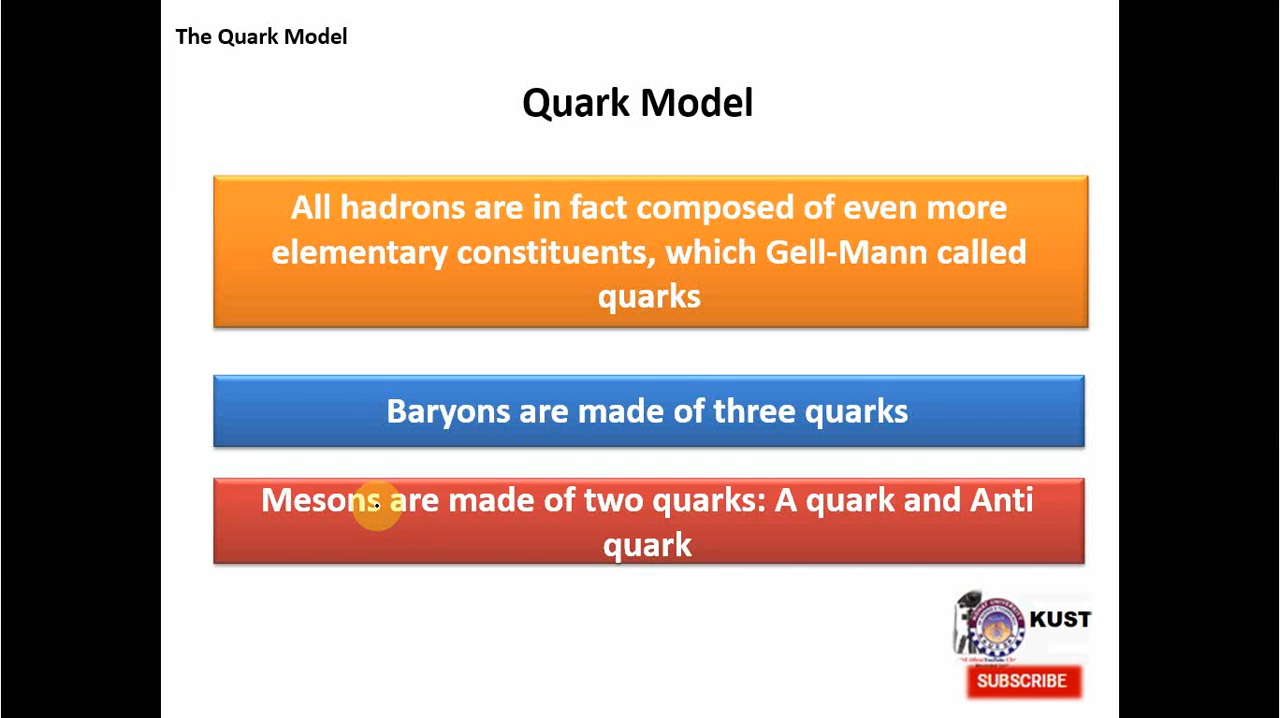 The Quark Model
Quark Model
All hadrons are in fact composed of even more
elementary constituents, which Gell-Mann called
quarks
Baryons are made of three quarks
Mesons are made of two quarks: A quark and Anti
quark
KUST
SUBSCRIBE